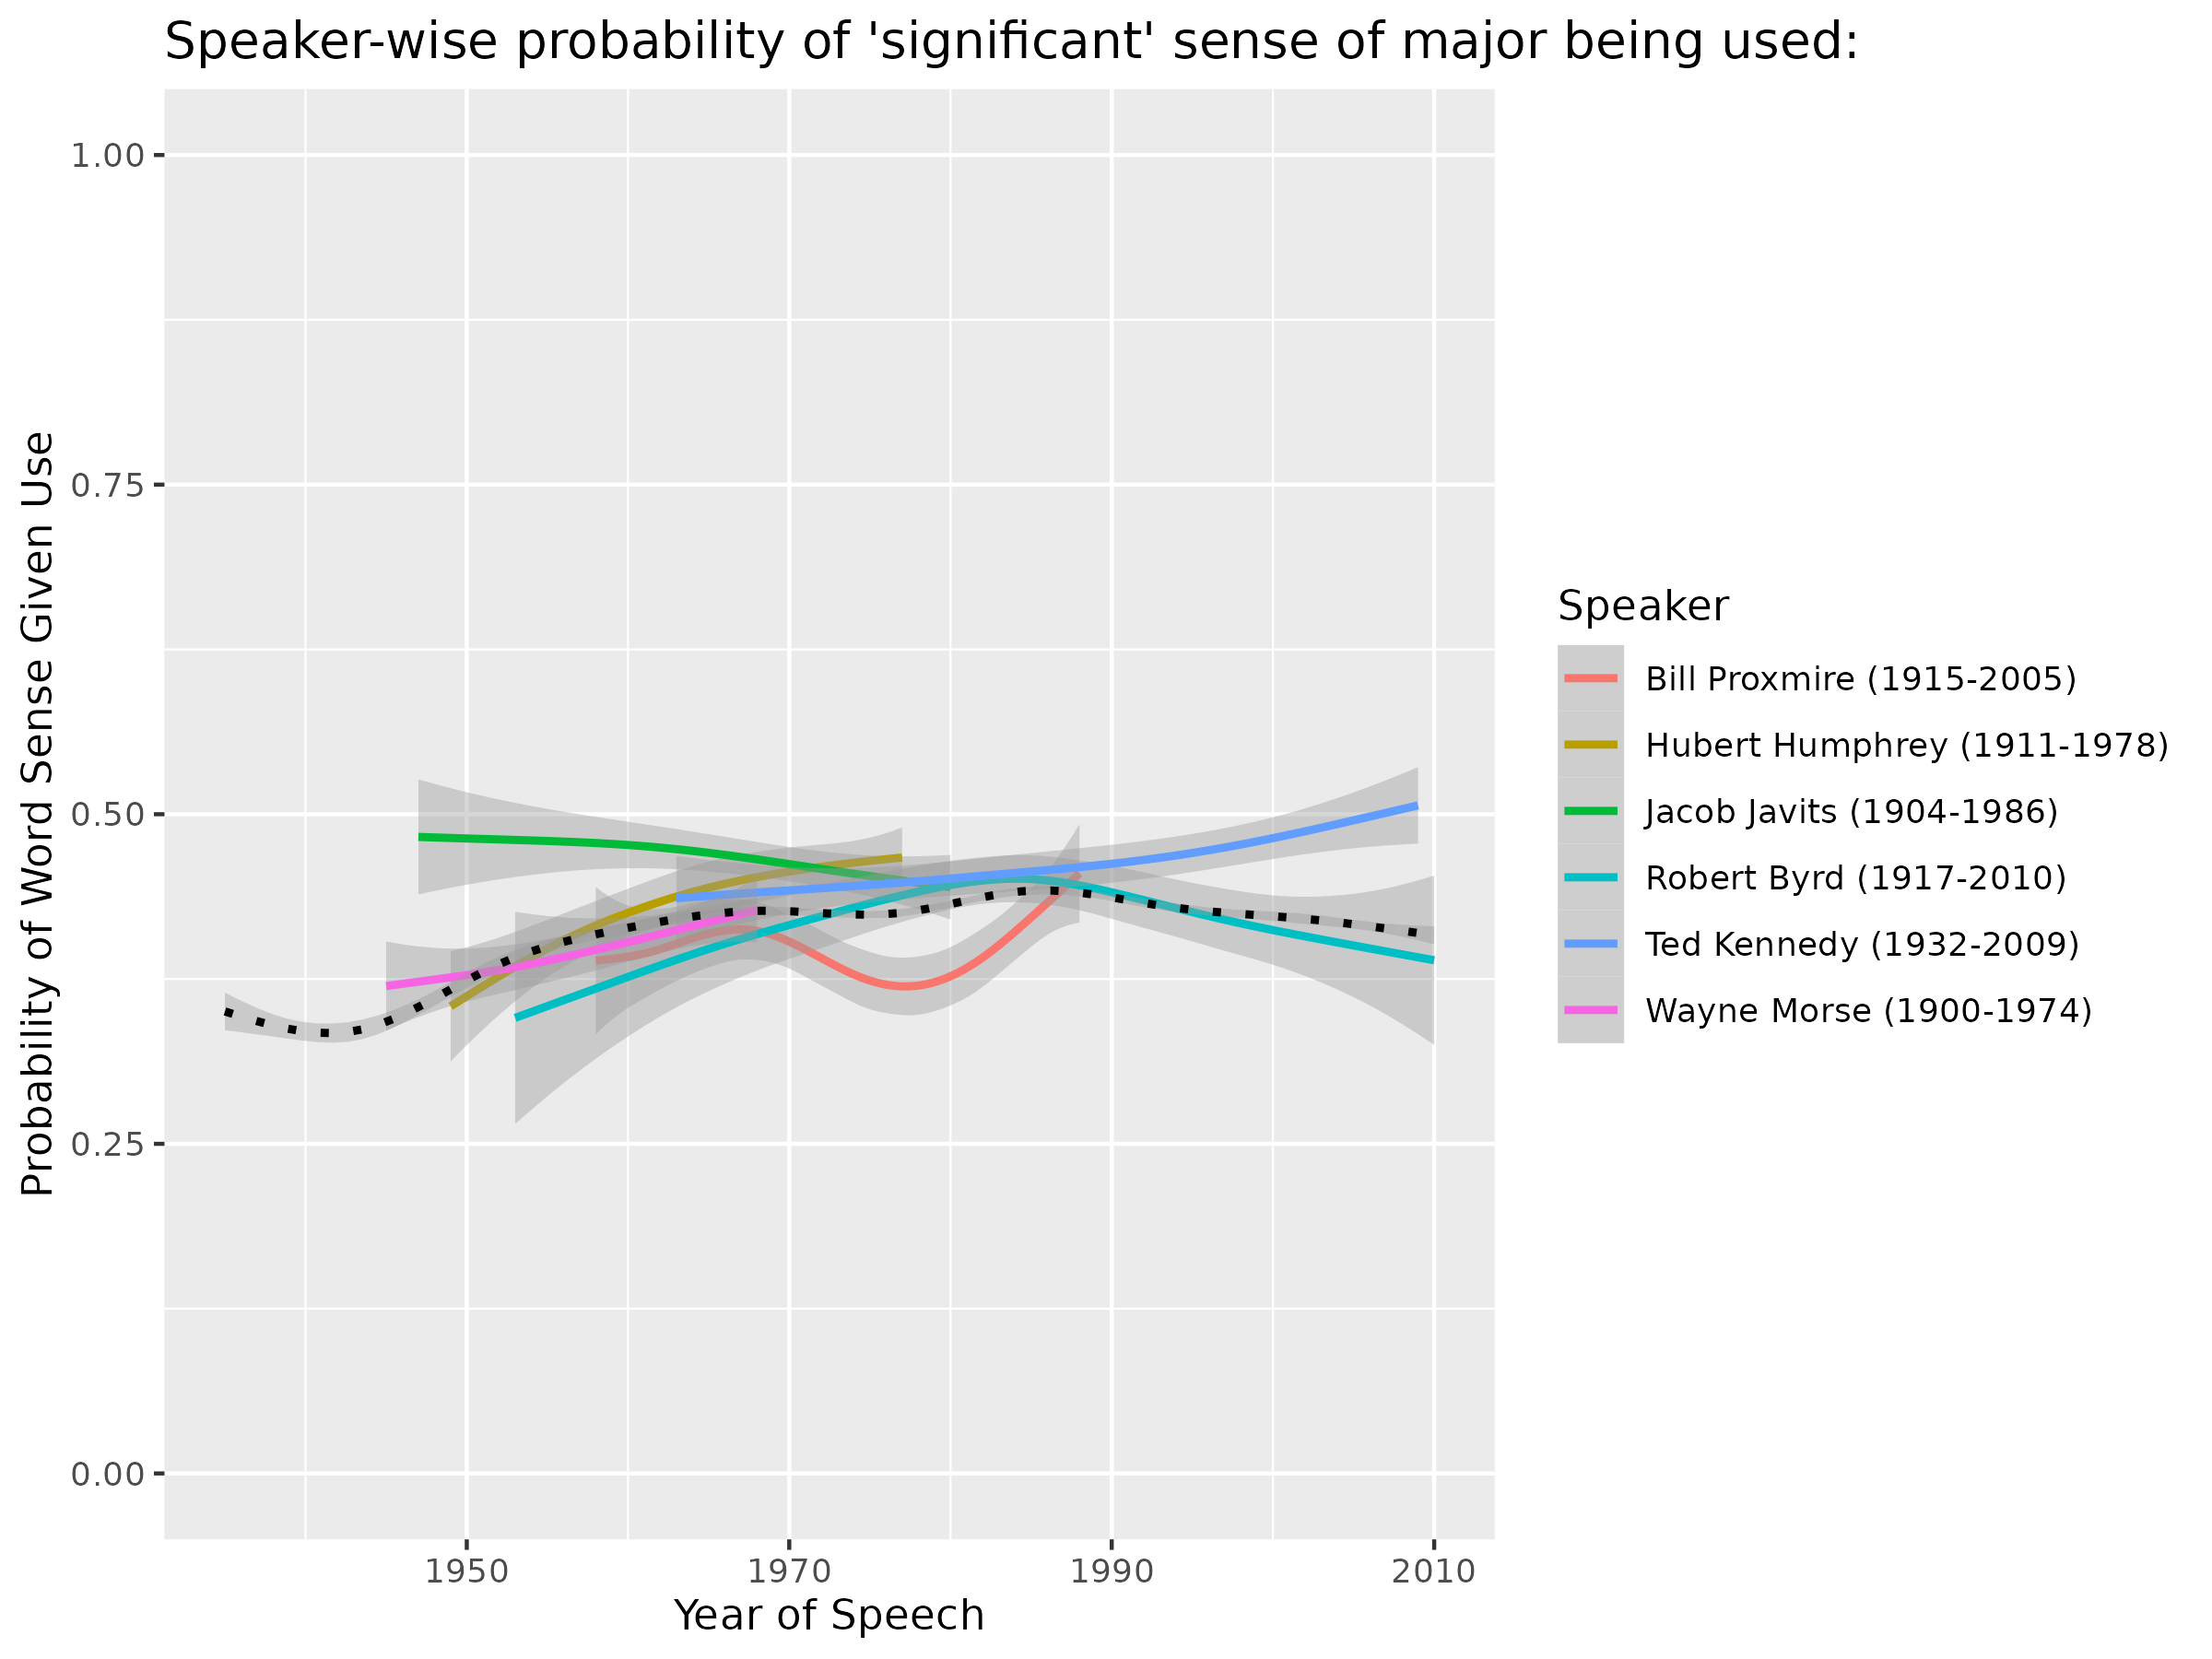 Speaker-wise probability of 'significant' sense of major being used:
Probability of Word Sense Given Use
1.00
0.75
0.50
0.25
0.00
1950
1970
1990
2010
Year of Speech
Speaker
Bill Proxmire (1915-2005)
Hubert Humphrey (1911-1978)
Jacob Javits (1904-1986)
Robert Byrd (1917-2010)
Ted Kennedy (1932-2009)
Wayne Morse (1900-1974)